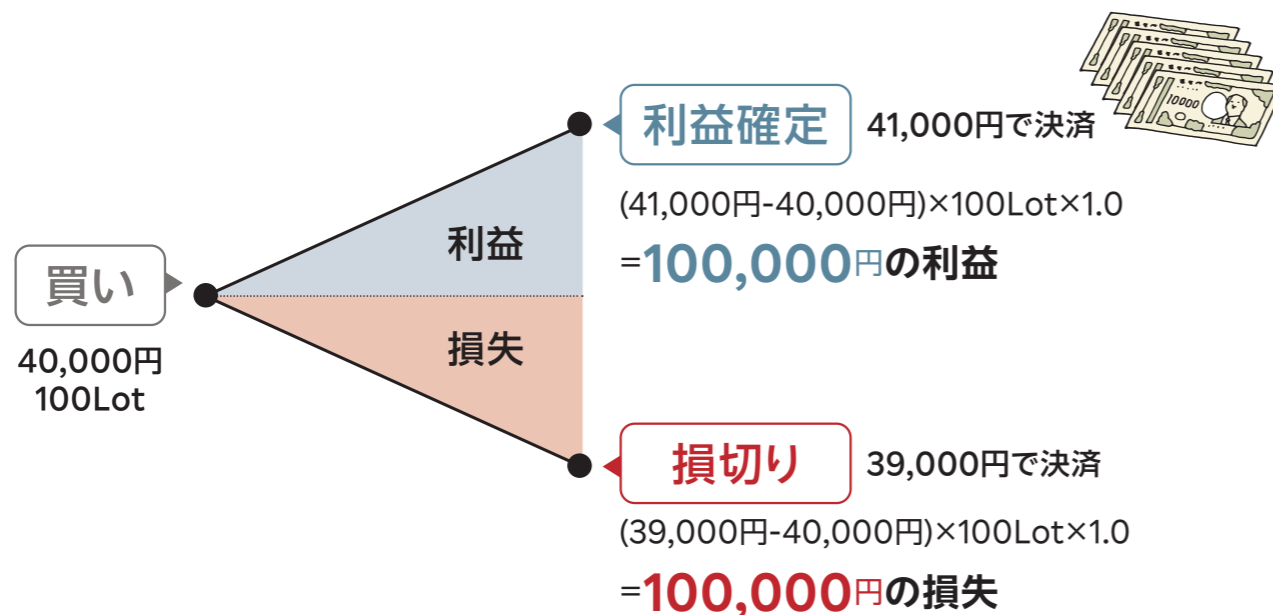 買い
40,000円
100Lot
利益
損失
利益確定
41,000円で決済
10000
(41,000円-40,000円)×100Lot×1.0
=100,000円の利益
損切り
39,000円で決済
(39,000円-40,000円)×100Lot×1.0
=100,000円の損失